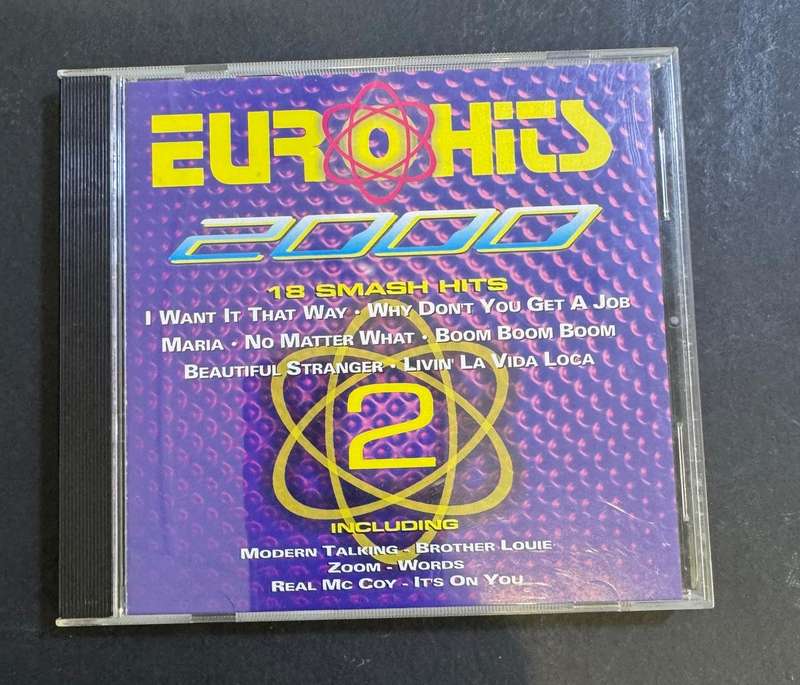 EUROHiTS
2000
18 SMASH HITS
I WANT IT THAT WAY · WHY DON'T YOU GET A JOB
MARIA · NO MATTER WHAT · BOOM BOOM BOOM
BEAUTIFUL STRANGER · LIVIN' LA VIDA LOCA
2
INCLUDING
MODERN TALKING - BROTHER LOUIE
ZOOM - WORDS
REAL MC COY - IT'S ON YOU